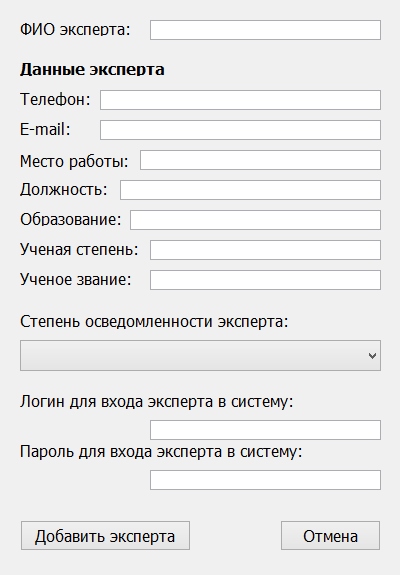 ФИО эксперта:
Данные эксперта
Телефон:
E-mail:
Место работы:
Должность:
Образование:
Ученая степень:
Ученое звание:
Степень осведомленности эксперта:
Логин для входа эксперта в систему:
Пароль для входа эксперта в систему:
Добавить эксперта Отмена